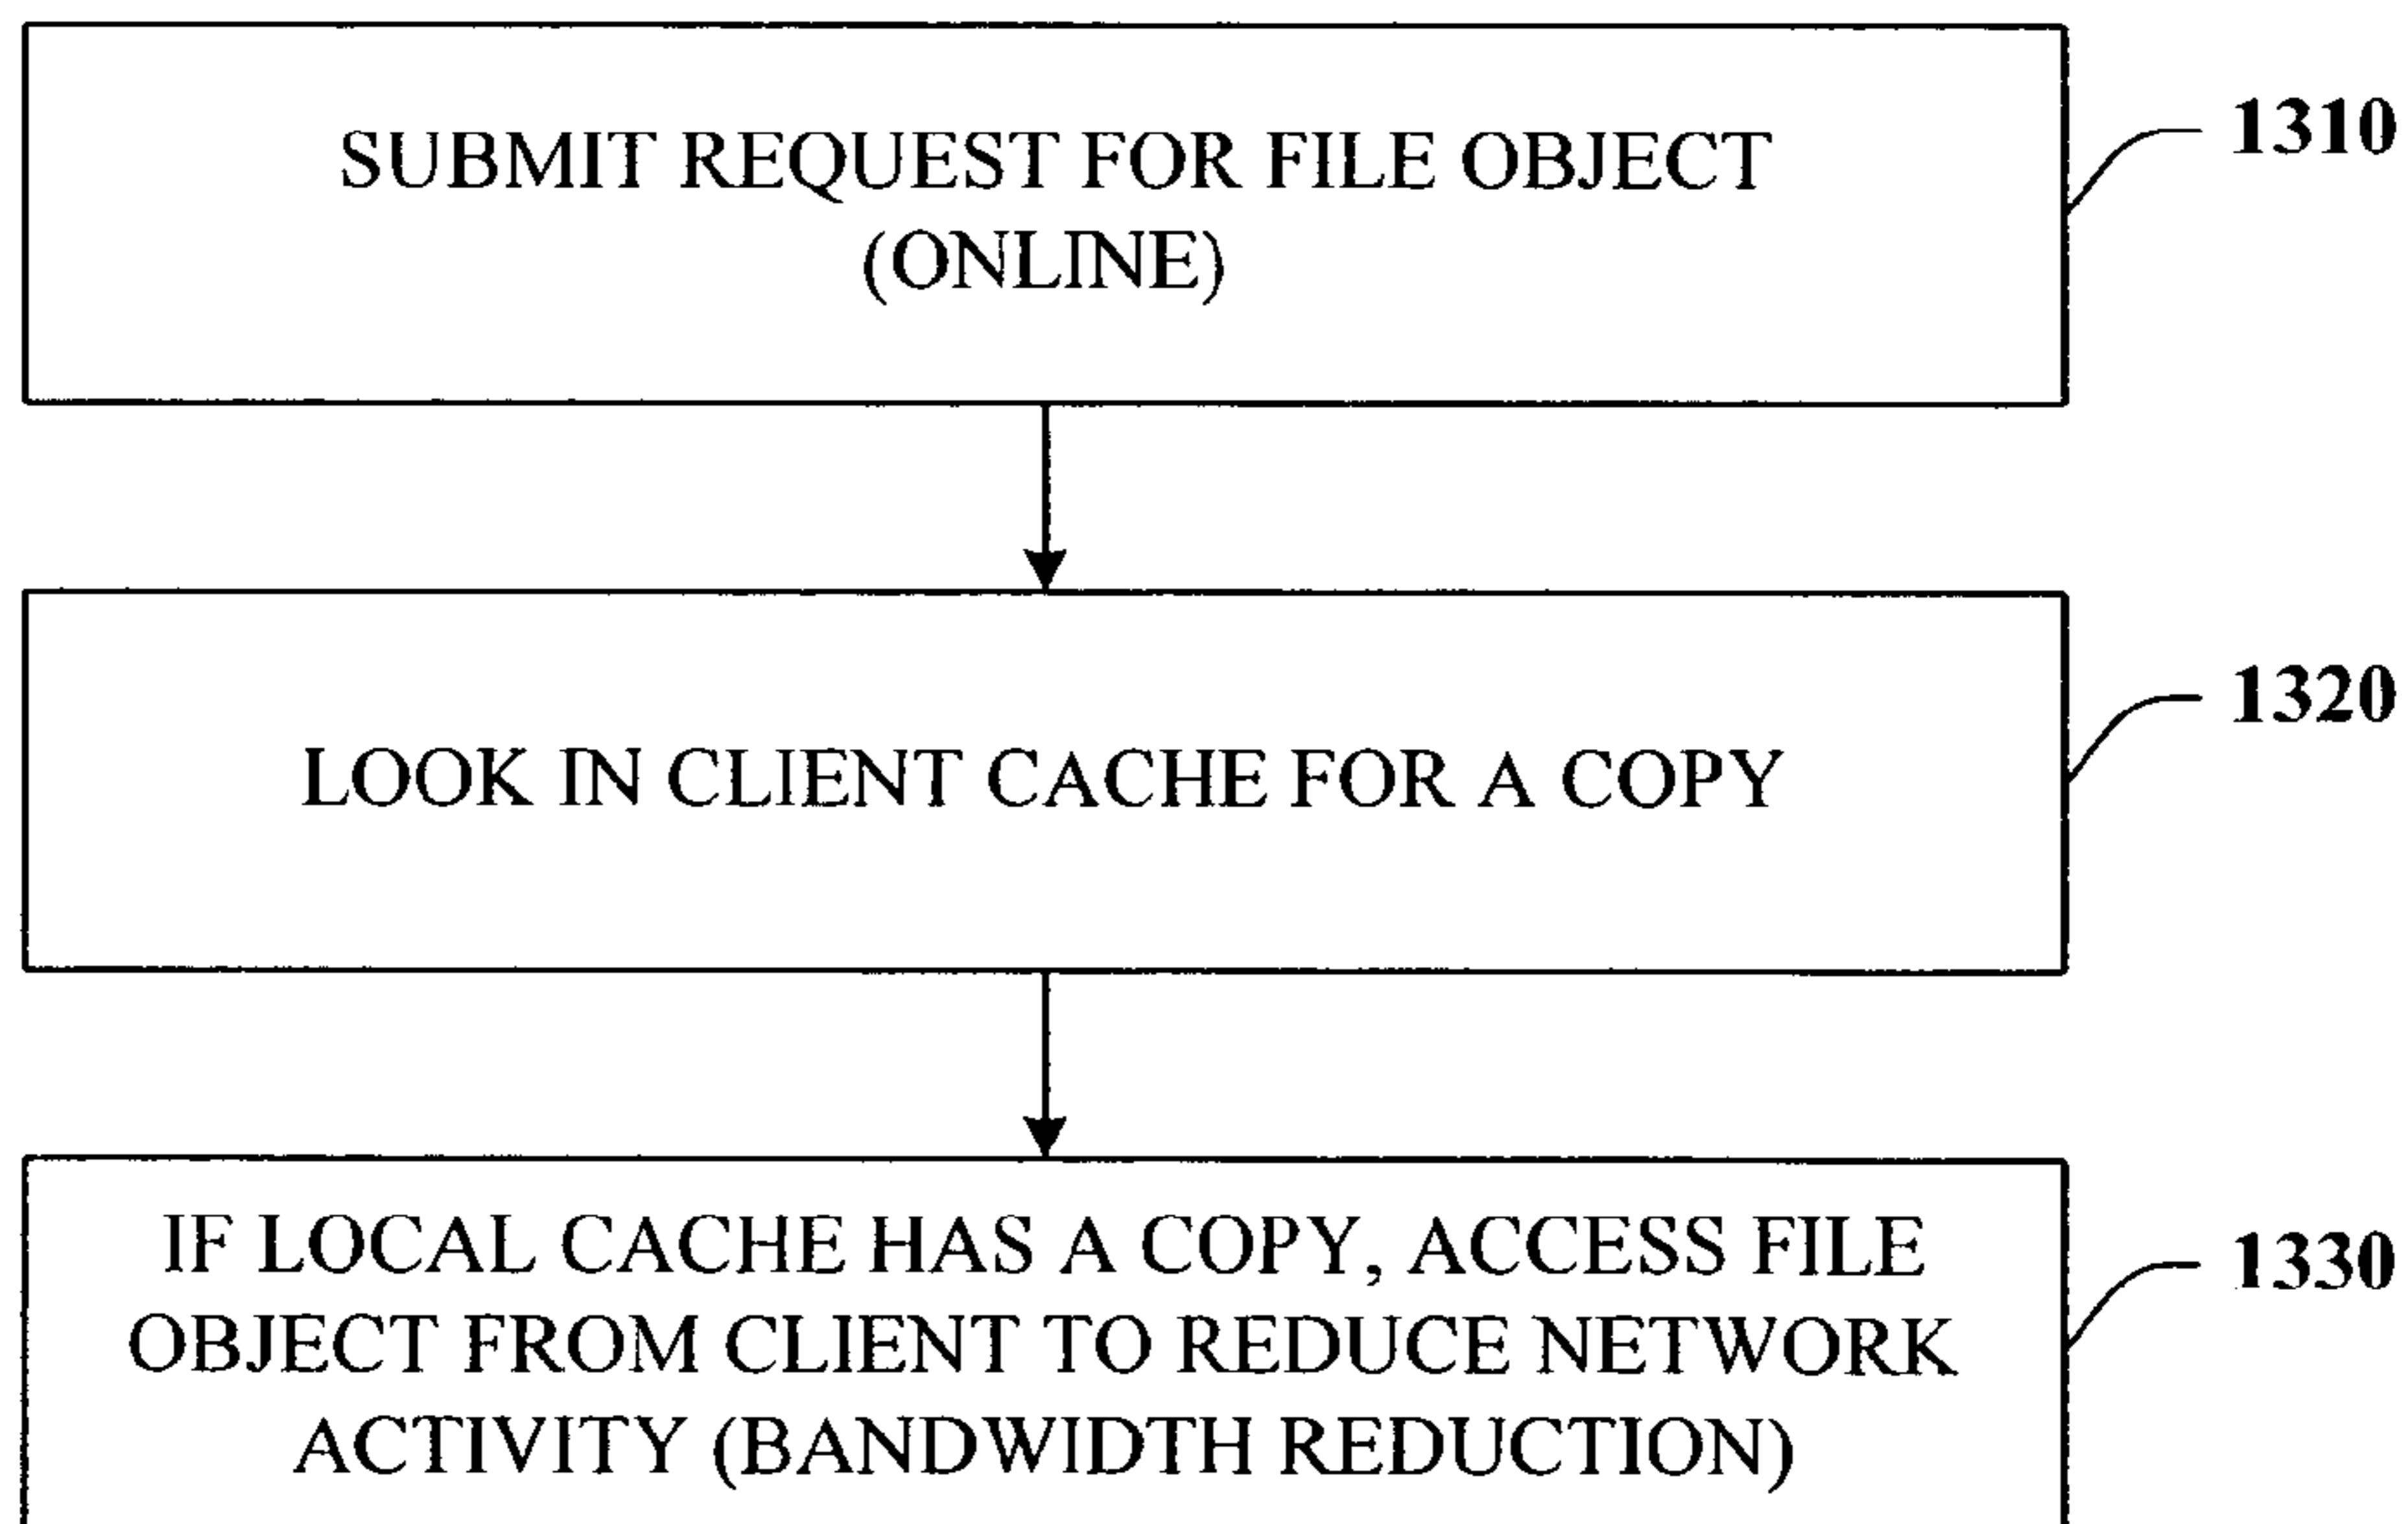 SUBMIT REQUEST FOR FILE OBJECT
(ONLINE)
1310
LOOK IN CLIENT CACHE FOR A COPY
1320
IF LOCAL CACHE HAS A COPY, ACCESS FILE
OBJECT FROM CLIENT TO REDUCE NETWORK
ACTIVITY (BANDWIDTH REDUCTION)
1330